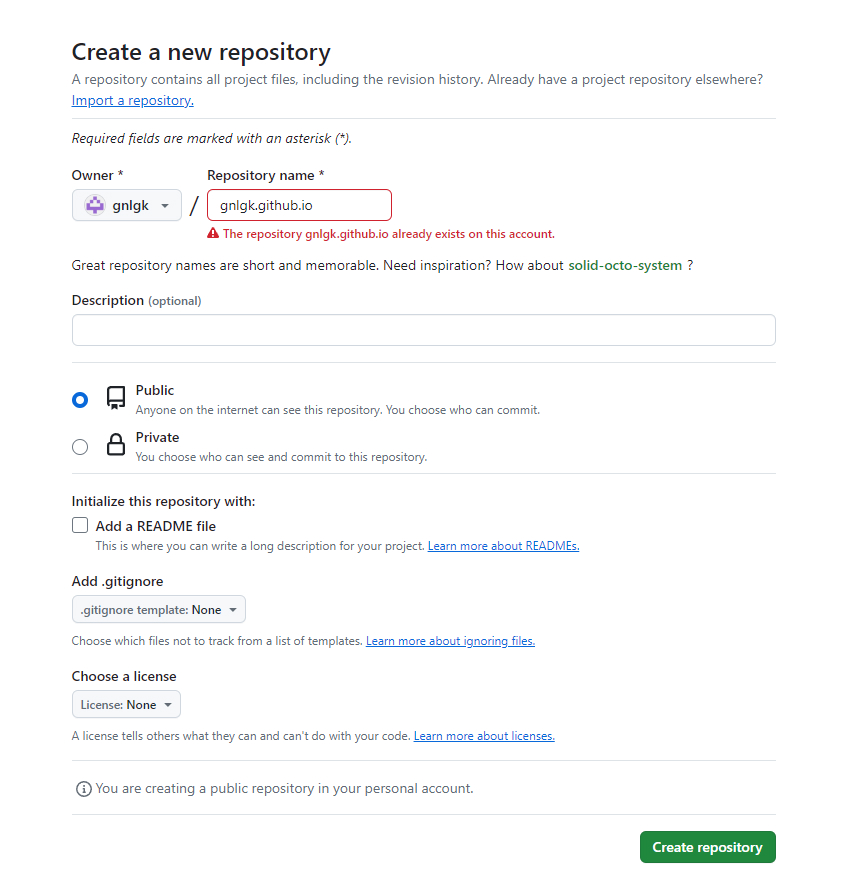 Create a new repository
A repository contains all project files, including the revision history. Already have a project repository elsewhere?
Import a repository.
Required fields are marked with an asterisk (*).
Owner * Repository name *
gnlgk / gnlgk.github.io
The repository gnlgk.github.io already exists on this account.
Great repository names are short and memorable. Need inspiration? How about solid-octo-system ?
Description (optional)
Public
Anyone on the internet can see this repository. You choose who can commit.
Private
You choose who can see and commit to this repository.
Initialize this repository with:
Add a README file
This is where you can write a long description for your project. Learn more about READMEs.
Add .gitignore
.gitignore template: None
Choose which files not to track from a list of templates. Learn more about ignoring files.
Choose a license
License: None
A license tells others what they can and can't do with your code. Learn more about licenses.
You are creating a public repository in your personal account.
Create repository